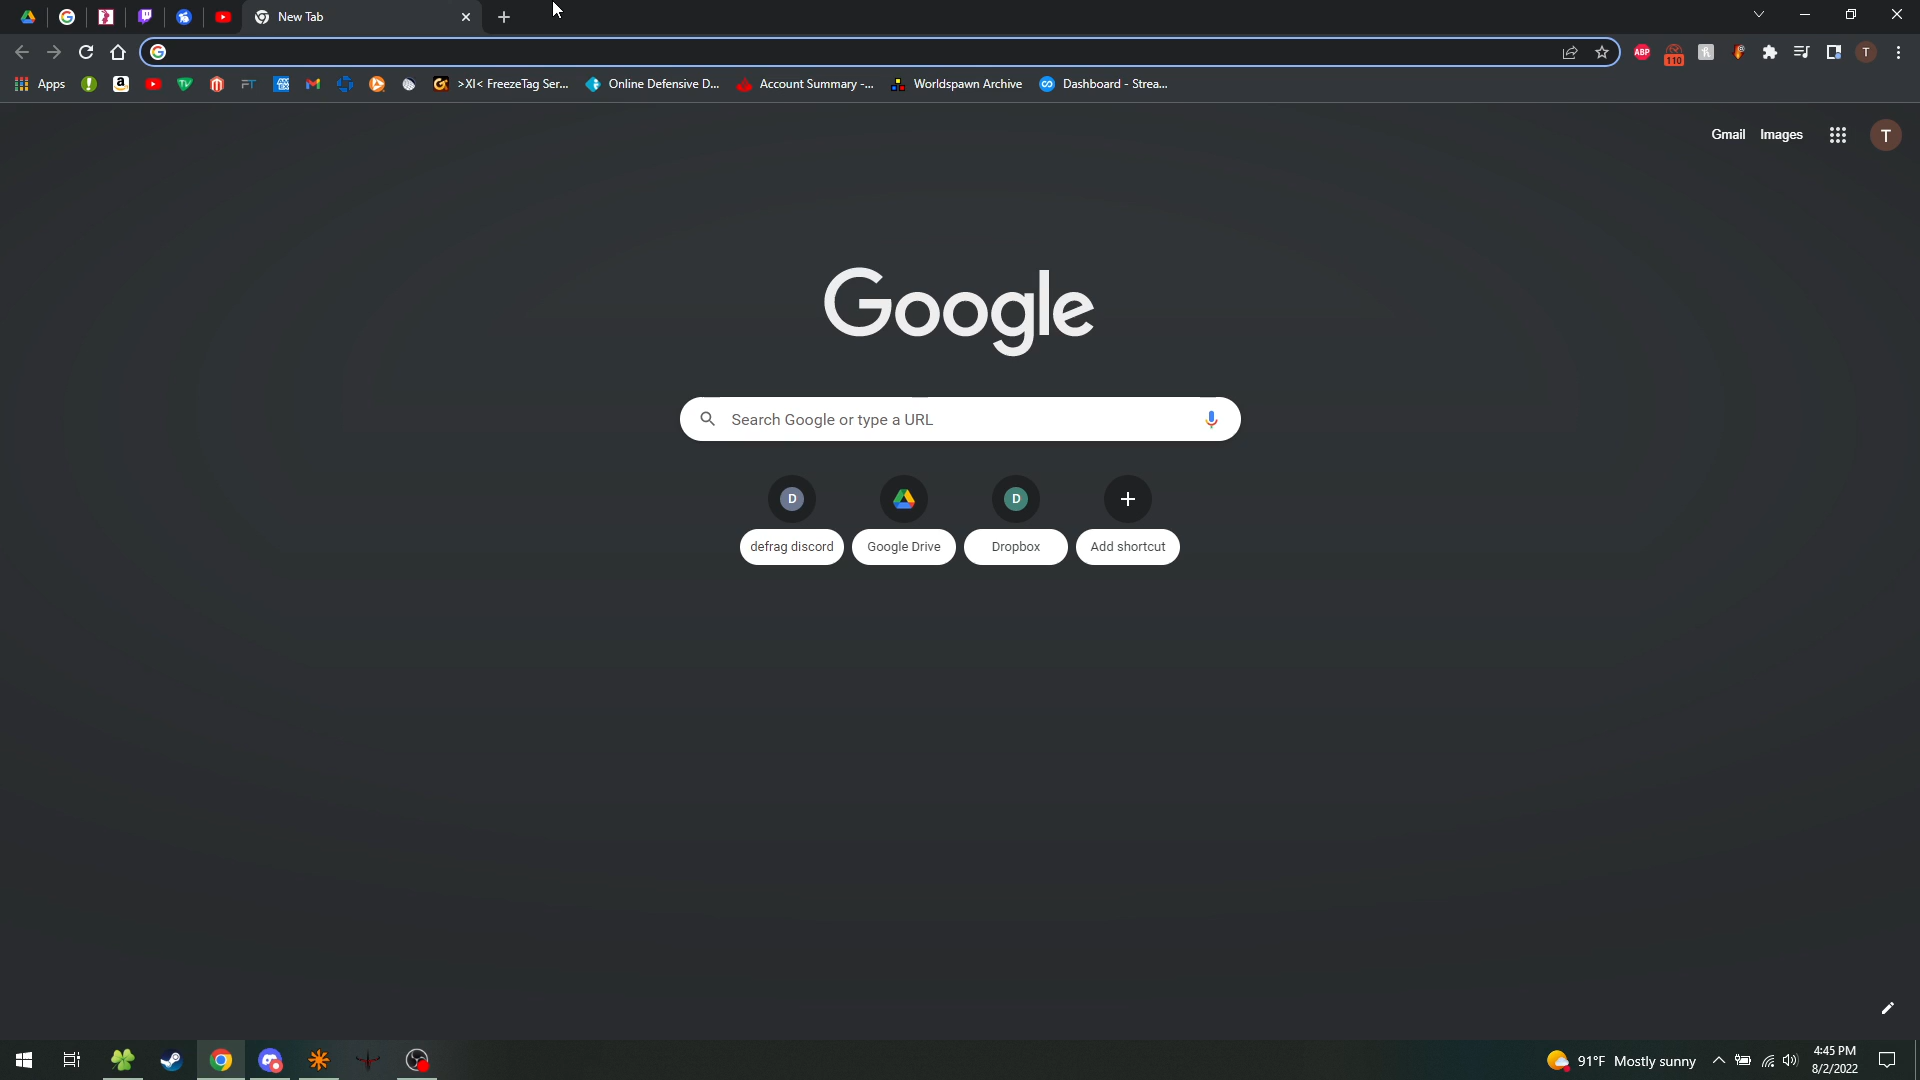 New Tab
ABP
110
T
Apps
>XI< FreezeTag Ser...
Online Defensive D...
Account Summary -...
Worldspawn Archive
Dashboard - Strea...
Gmail
Images
T
Google
Search Google or type a URL
D
D
defrag discord
Google Drive
Dropbox
Add shortcut
91°F Mostly sunny
4:45 PM
8/2/2022